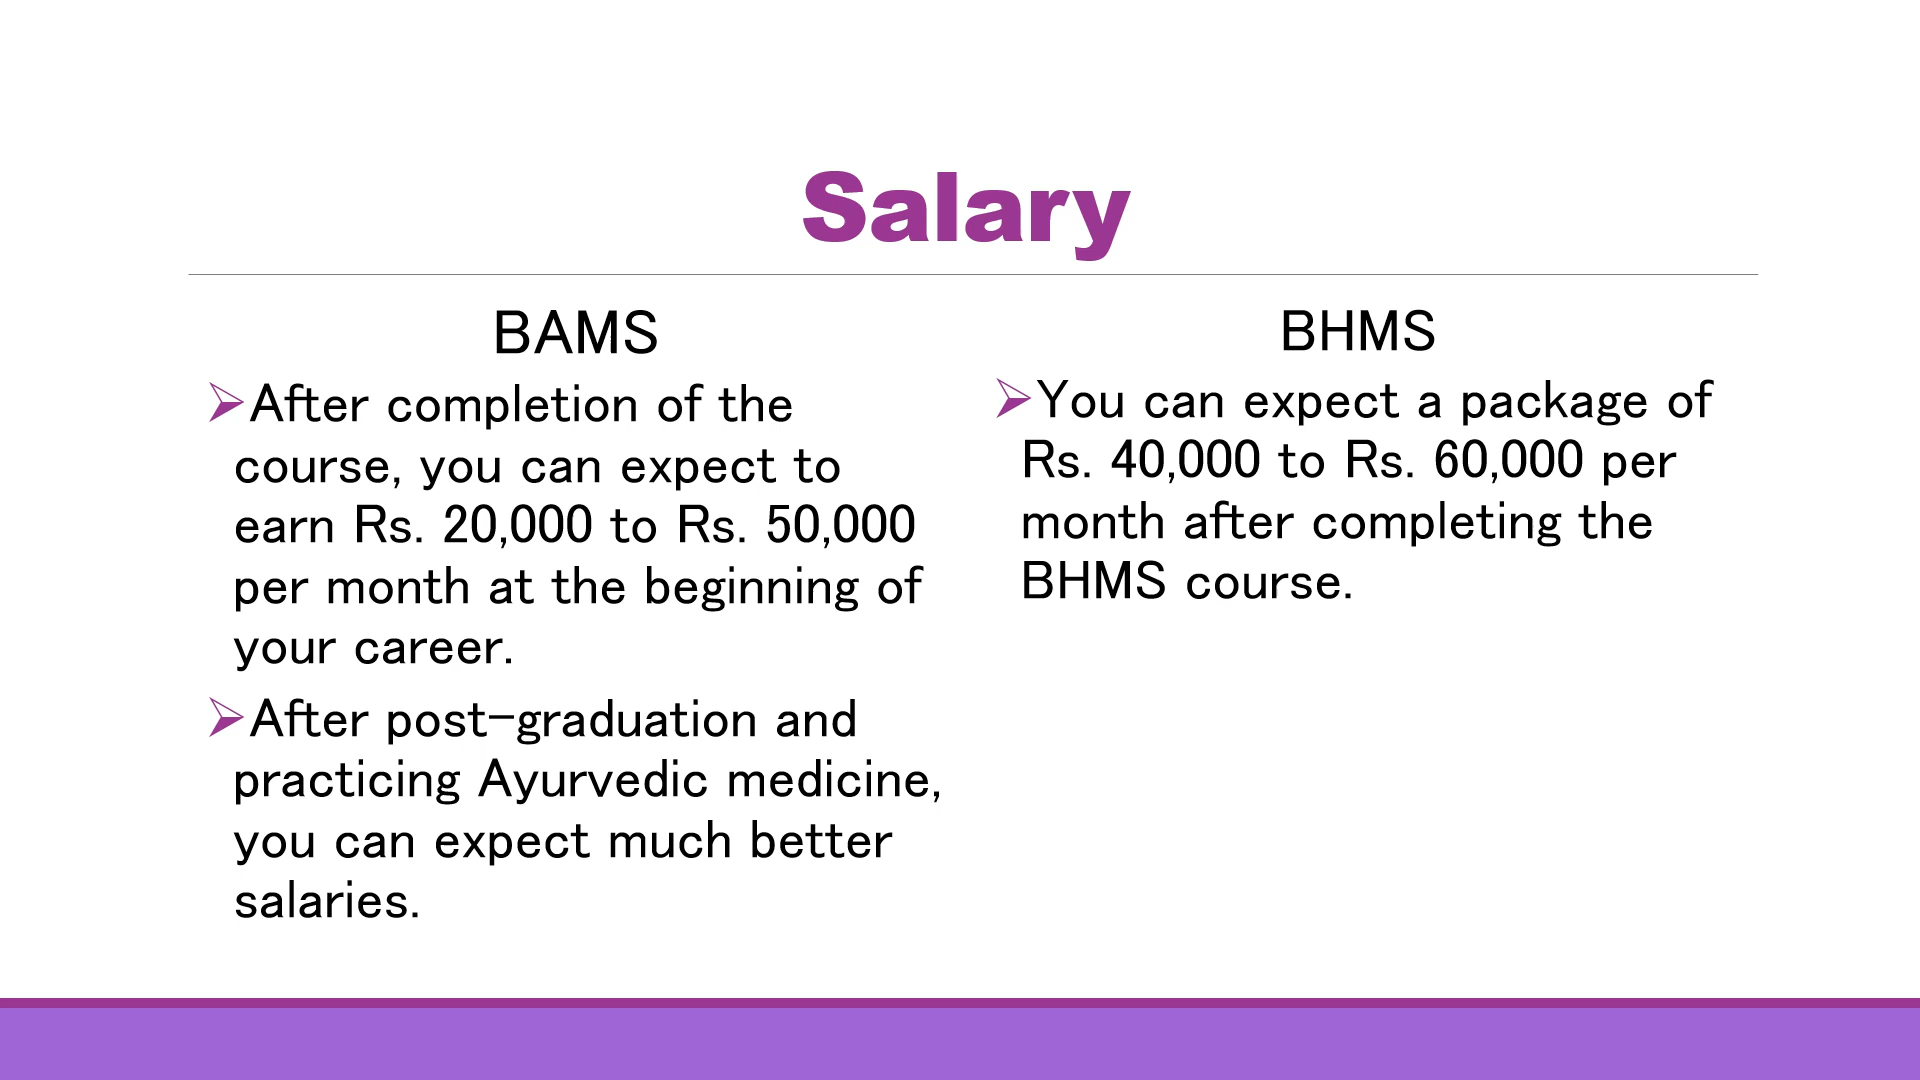 Salary
BAMS
➢After completion of the
course, you can expect to
earn Rs. 20,000 to Rs. 50,000
per month at the beginning of
your career.
➢After post-graduation and
practicing Ayurvedic medicine,
you can expect much better
salaries.
BHMS
➢You can expect a package of
Rs. 40,000 to Rs. 60,000 per
month after completing the
BHMS course.